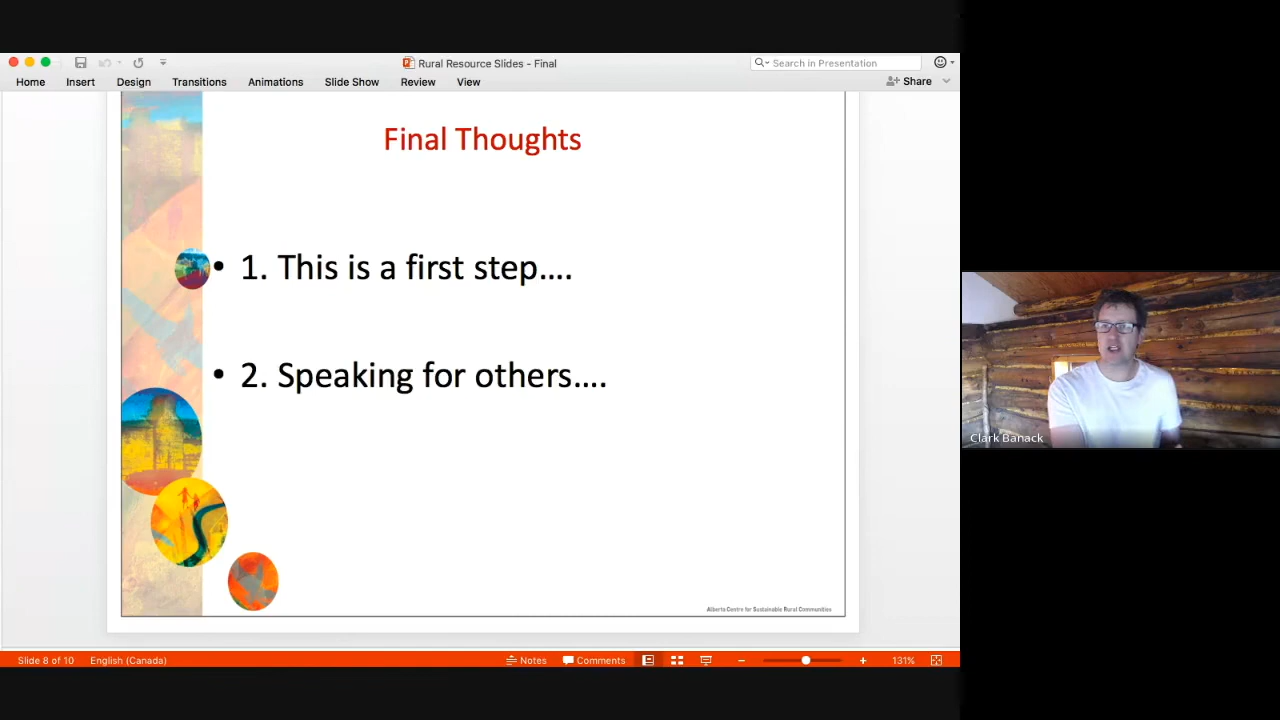 Rural Resource Slides - Final
Search in Presentation
Home Insert Design Transitions Animations Slide Show Review View
Share
Final Thoughts
• 1. This is a first step....
• 2. Speaking for others....
Clark Banack
Alberta Centre for Sustainable Rural Communities
Slide 8 of 10 English (Canada) Notes Comments 131%